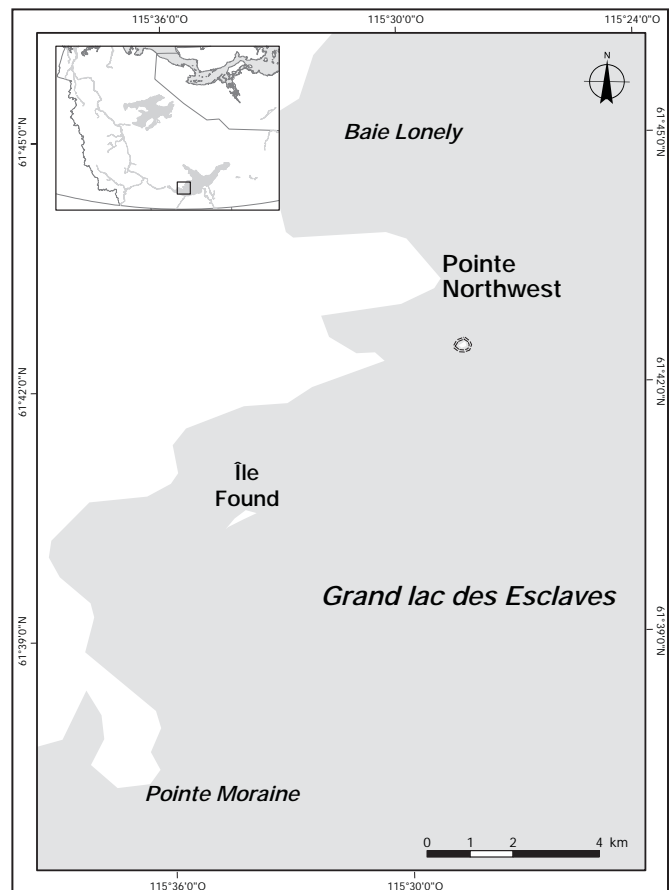 115°36'0"O
115°30'0"O
115°24'0"O
N
61°45'0"N
Baie Lonely
61°45'0"N
Pointe
Northwest
61°42'0"N
61°42'0"N
Île
Found
Grand lac des Esclaves
61°39'0"N
61°39'0"N
Pointe Moraine
0 1 2 4 km
115°36'0"O
115°30'0"O